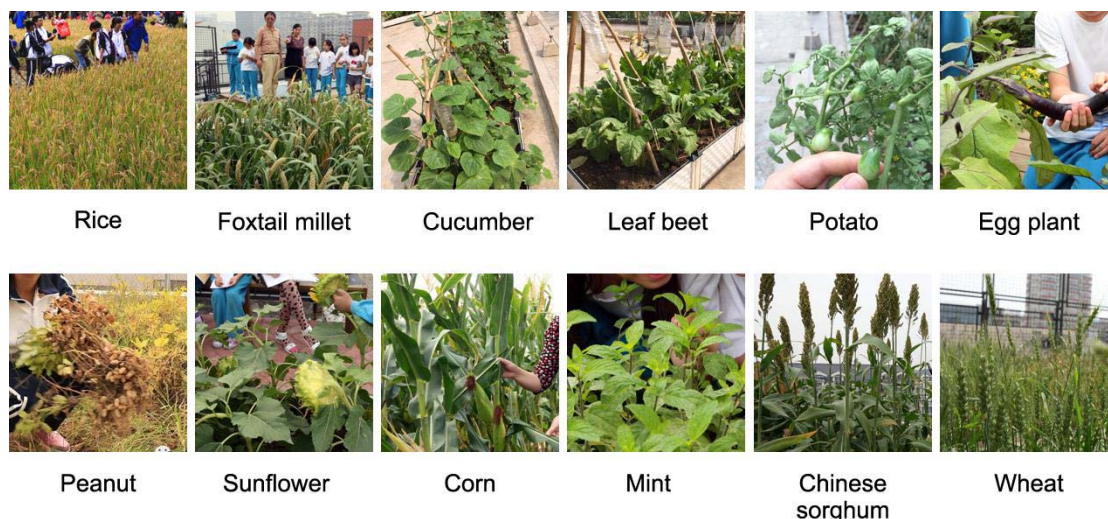 Rice
Foxtail millet
Cucumber
Leaf beet
Potato
Egg plant
Peanut
Sunflower
Corn
Mint
Chinese
sorghum
Wheat